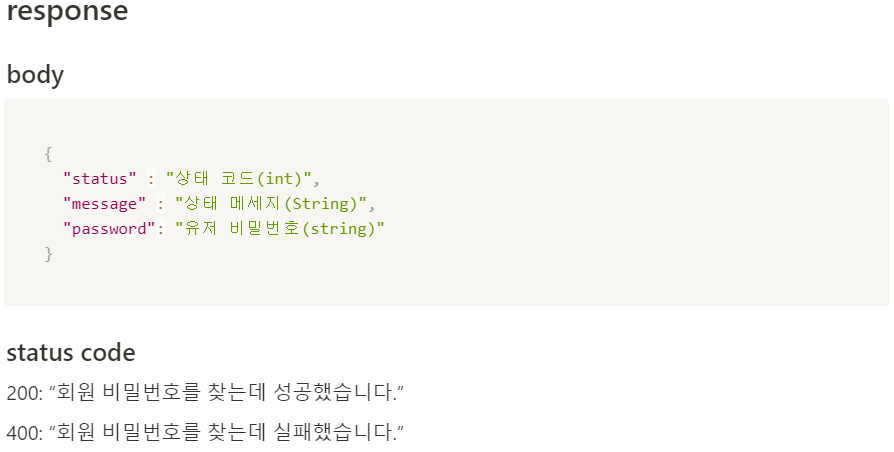 response
body
{
"status" : "상태 코드(int)",
"message" : "상태 메세지(String)",
"password": "유저 비밀번호(string)"
}
status code
200: “회원 비밀번호를 찾는데 성공했습니다.”
400: “회원 비밀번호를 찾는데 실패했습니다.”